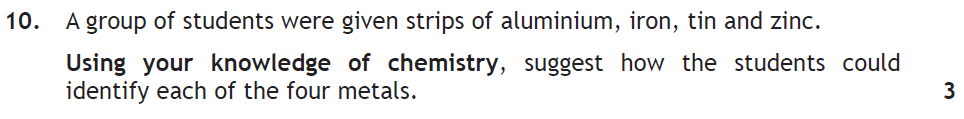 10. A group of students were given strips of aluminium, iron, tin and zinc.
Using your knowledge of chemistry, suggest how the students could
identify each of the four metals. 3